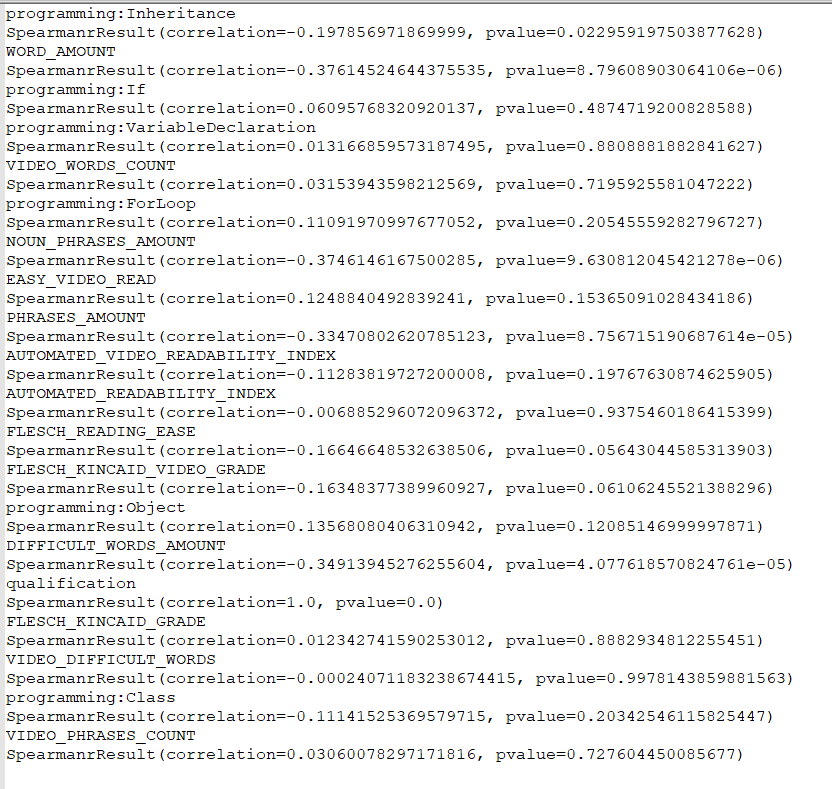 programming:Inheritance
SpearmanrResult(correlation=-0.197856971869999, pvalue=0.022959197503877628)
WORD_AMOUNT
SpearmanrResult(correlation=-0.37614524644375535, pvalue=8.79608903064106e-06)
programming:If
SpearmanrResult(correlation=0.06095768320920137, pvalue=0.4874719200828588)
programming:VariableDeclaration
SpearmanrResult(correlation=0.013166859573187495, pvalue=0.8808881882841627)
VIDEO_WORDS_COUNT
SpearmanrResult(correlation=0.03153943598212569, pvalue=0.7195925581047222)
programming:ForLoop
SpearmanrResult(correlation=0.11091970997677052, pvalue=0.20545559282796727)
NOUN_PHRASES_AMOUNT
SpearmanrResult(correlation=-0.3746146167500285, pvalue=9.630812045421278e-06)
EASY_VIDEO_READ
SpearmanrResult(correlation=0.1248840492839241, pvalue=0.15365091028434186)
PHRASES_AMOUNT
SpearmanrResult(correlation=-0.33470802620785123, pvalue=8.756715190687614e-05)
AUTOMATED_VIDEO_READABILITY_INDEX
SpearmanrResult(correlation=-0.11283819727200008, pvalue=0.19767630874625905)
AUTOMATED_READABILITY_INDEX
SpearmanrResult(correlation=-0.006885296072096372, pvalue=0.9375460186415399)
FLESCH_READING_EASE
SpearmanrResult(correlation=-0.16646648532638506, pvalue=0.05643044585313903)
FLESCH_KINCAID_VIDEO_GRADE
SpearmanrResult(correlation=-0.16348377389960927, pvalue=0.06106245521388296)
programming:Object
SpearmanrResult(correlation=0.13568080406310942, pvalue=0.12085146999997871)
DIFFICULT_WORDS_AMOUNT
SpearmanrResult(correlation=-0.34913945276255604, pvalue=4.077618570824761e-05)
qualification
SpearmanrResult(correlation=1.0, pvalue=0.0)
FLESCH_KINCAID_GRADE
SpearmanrResult(correlation=0.012342741590253012, pvalue=0.8882934812255451)
VIDEO_DIFFICULT_WORDS
SpearmanrResult(correlation=-0.00024071183238674415, pvalue=0.9978143859881563)
programming:Class
SpearmanrResult(correlation=-0.11141525369579715, pvalue=0.20342546115825447)
VIDEO_PHRASES_COUNT
SpearmanrResult(correlation=0.03060078297171816, pvalue=0.727604450085677)